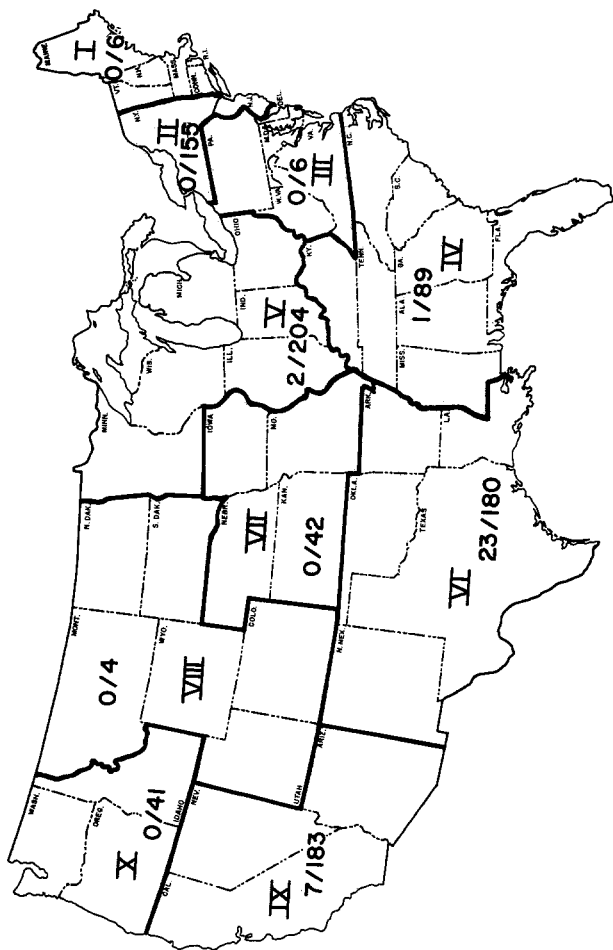 WASH.
OREG.
X
0/41
IDAHO
MONT.
0/4
WYO.
VIII
CAL.
NEV.
UTAH
IX
7/183
ARIZ.
COLO.
N. MEX.
N. DAK.
S. DAK.
NEBR.
VII
KAN.
0/42
OKLA.
TEXAS
VI
23/180
MINN.
IOWA
MO.
ARK.
LA.
WIS.
MICH.
ILL.
IND.
OHIO
V
2/204
KY.
TENN.
MISS.
ALA.
GA.
FLA.
IV
1/89
S.C.
N.C.
VA.
W.VA.
III
0/6
PA.
DEL.
N.Y.
II
0/155
VT.
MASS.
CONN.
R.I.
MAINE
I
0/6